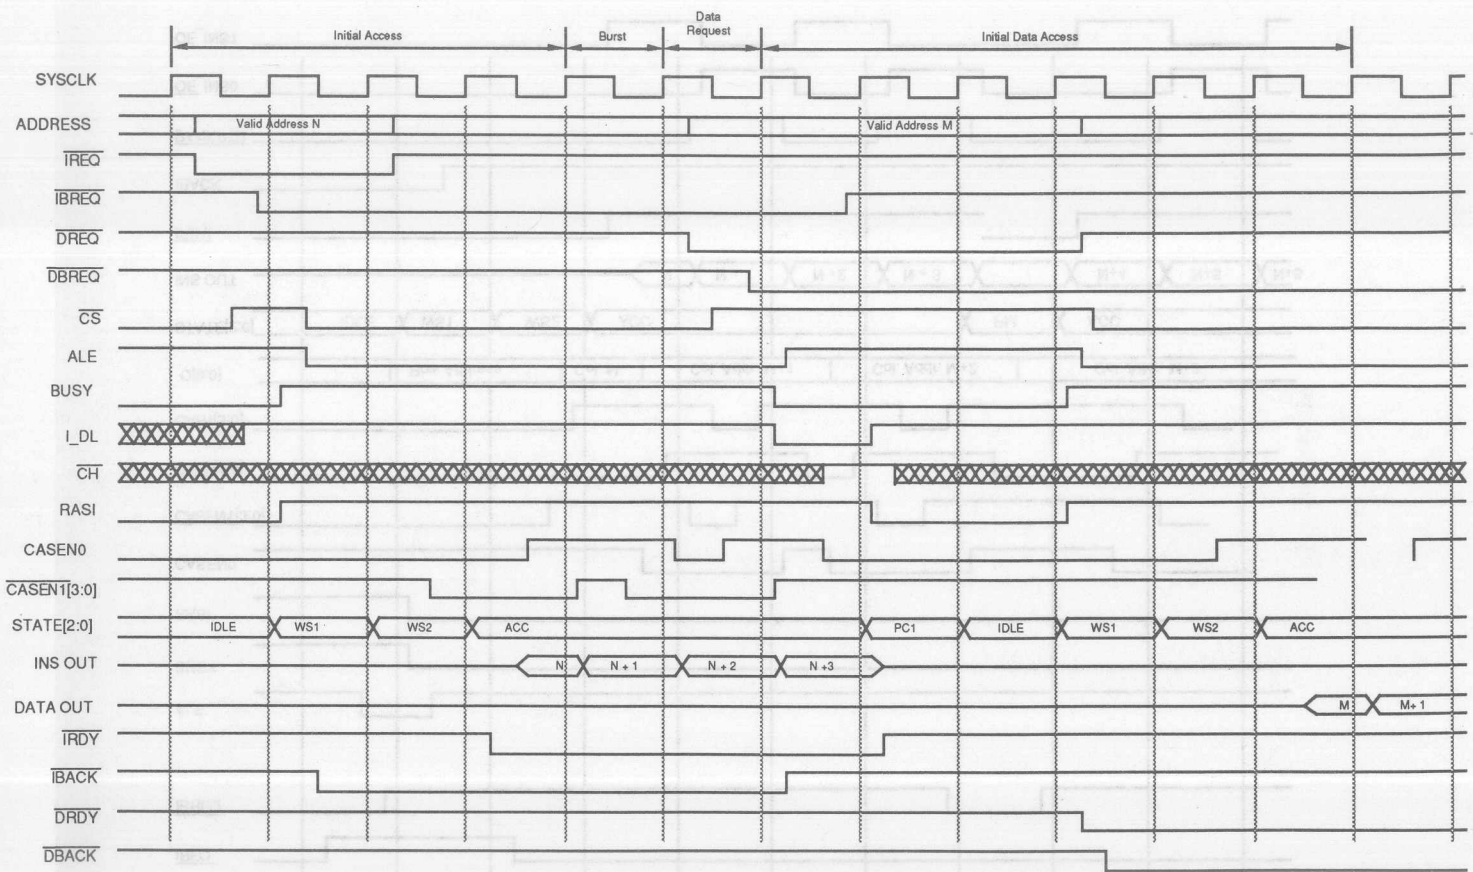 Initial Access
Burst
Data
Request
Initial Data Access
SYSCLK
ADDRESS Valid Address N Valid Address M
IREQ
IBREQ
DREQ
DBREQ
CS
ALE
BUSY
I_DL
CH
RASI
CASEN0
CASEN1[3:0]
STATE[2:0] IDLE WS1 WS2 ACC PC1 IDLE WS1 WS2 ACC
INS OUT N N + 1 N + 2 N +3
DATA OUT M M+ 1
IRDY
IBACK
DRDY
DBACK